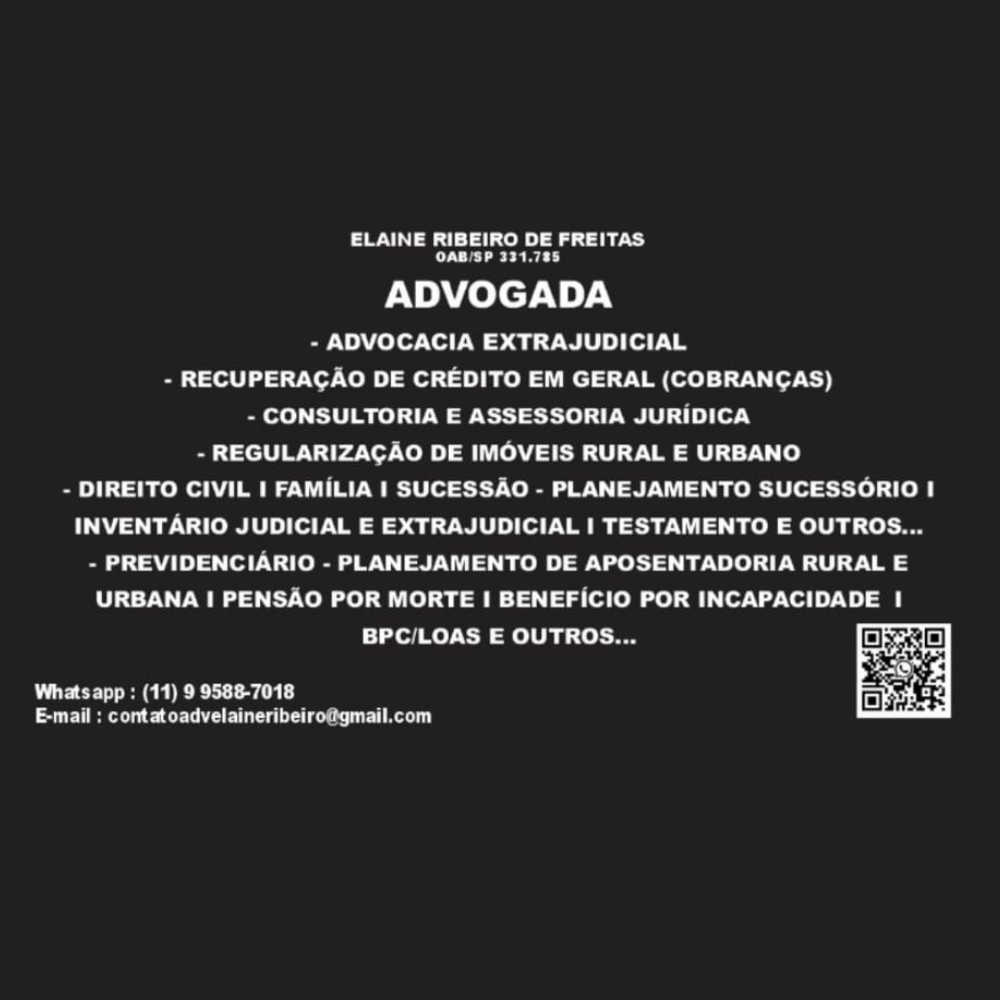 ELAINE RIBEIRO DE FREITAS
OAB/SP 331.785
ADVOGADA
- ADVOCACIA EXTRAJUDICIAL
- RECUPERAÇÃO DE CRÉDITO EM GERAL (COBRANÇAS)
- CONSULTORIA E ASSESSORIA JURÍDICA
- REGULARIZAÇÃO DE IMÓVEIS RURAL E URBANO
- DIREITO CIVIL I FAMÍLIA I SUCESSÃO - PLANEJAMENTO SUCESSÓRIO I
INVENTÁRIO JUDICIAL E EXTRAJUDICIAL I TESTAMENTO E OUTROS...
- PREVIDENCIÁRIO - PLANEJAMENTO DE APOSENTADORIA RURAL E
URBANA I PENSÃO POR MORTE I BENEFÍCIO POR INCAPACIDADE I
BPC/LOAS E OUTROS...
Whatsapp : (11) 9 9588-7018
E-mail : contatoadvelaineribeiro@gmail.com